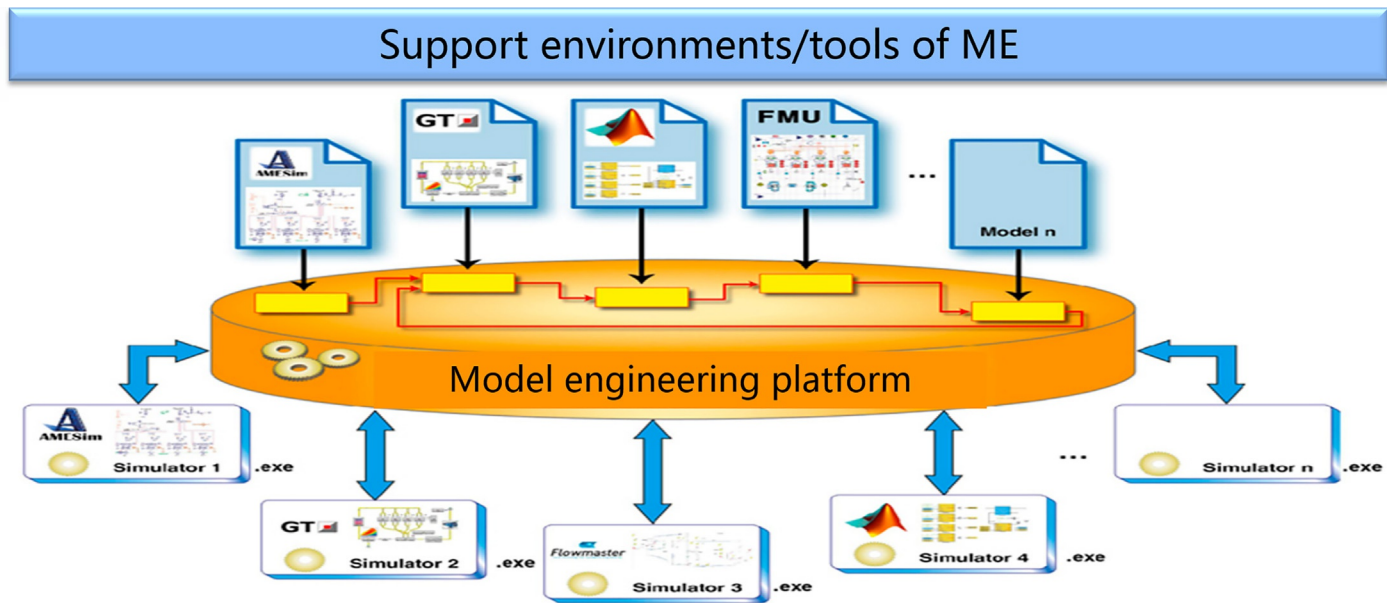 Support environments/tools of ME
GT
FMU
AMESim
...
Model n
Model engineering platform
AMESim
Simulator 1
.exe
GT
Simulator 2
.exe
Flowmaster
Simulator 3
.exe
Simulator 4
.exe
...
Simulator n
.exe